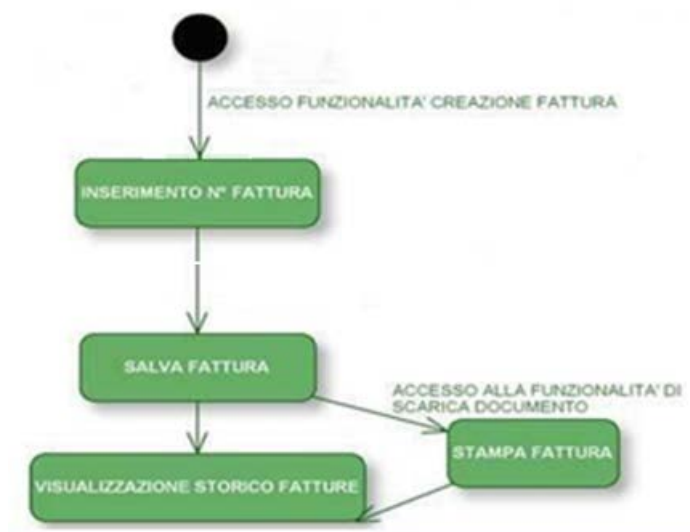 ACCESSO FUNZIONALITA' CREAZIONE FATTURA
INSERIMENTO N° FATTURA
SALVA FATTURA
ACCESSO ALLA FUNZIONALITA' DI
SCARICA DOCUMENTO
STAMPA FATTURA
VISUALIZZAZIONE STORICO FATTURE